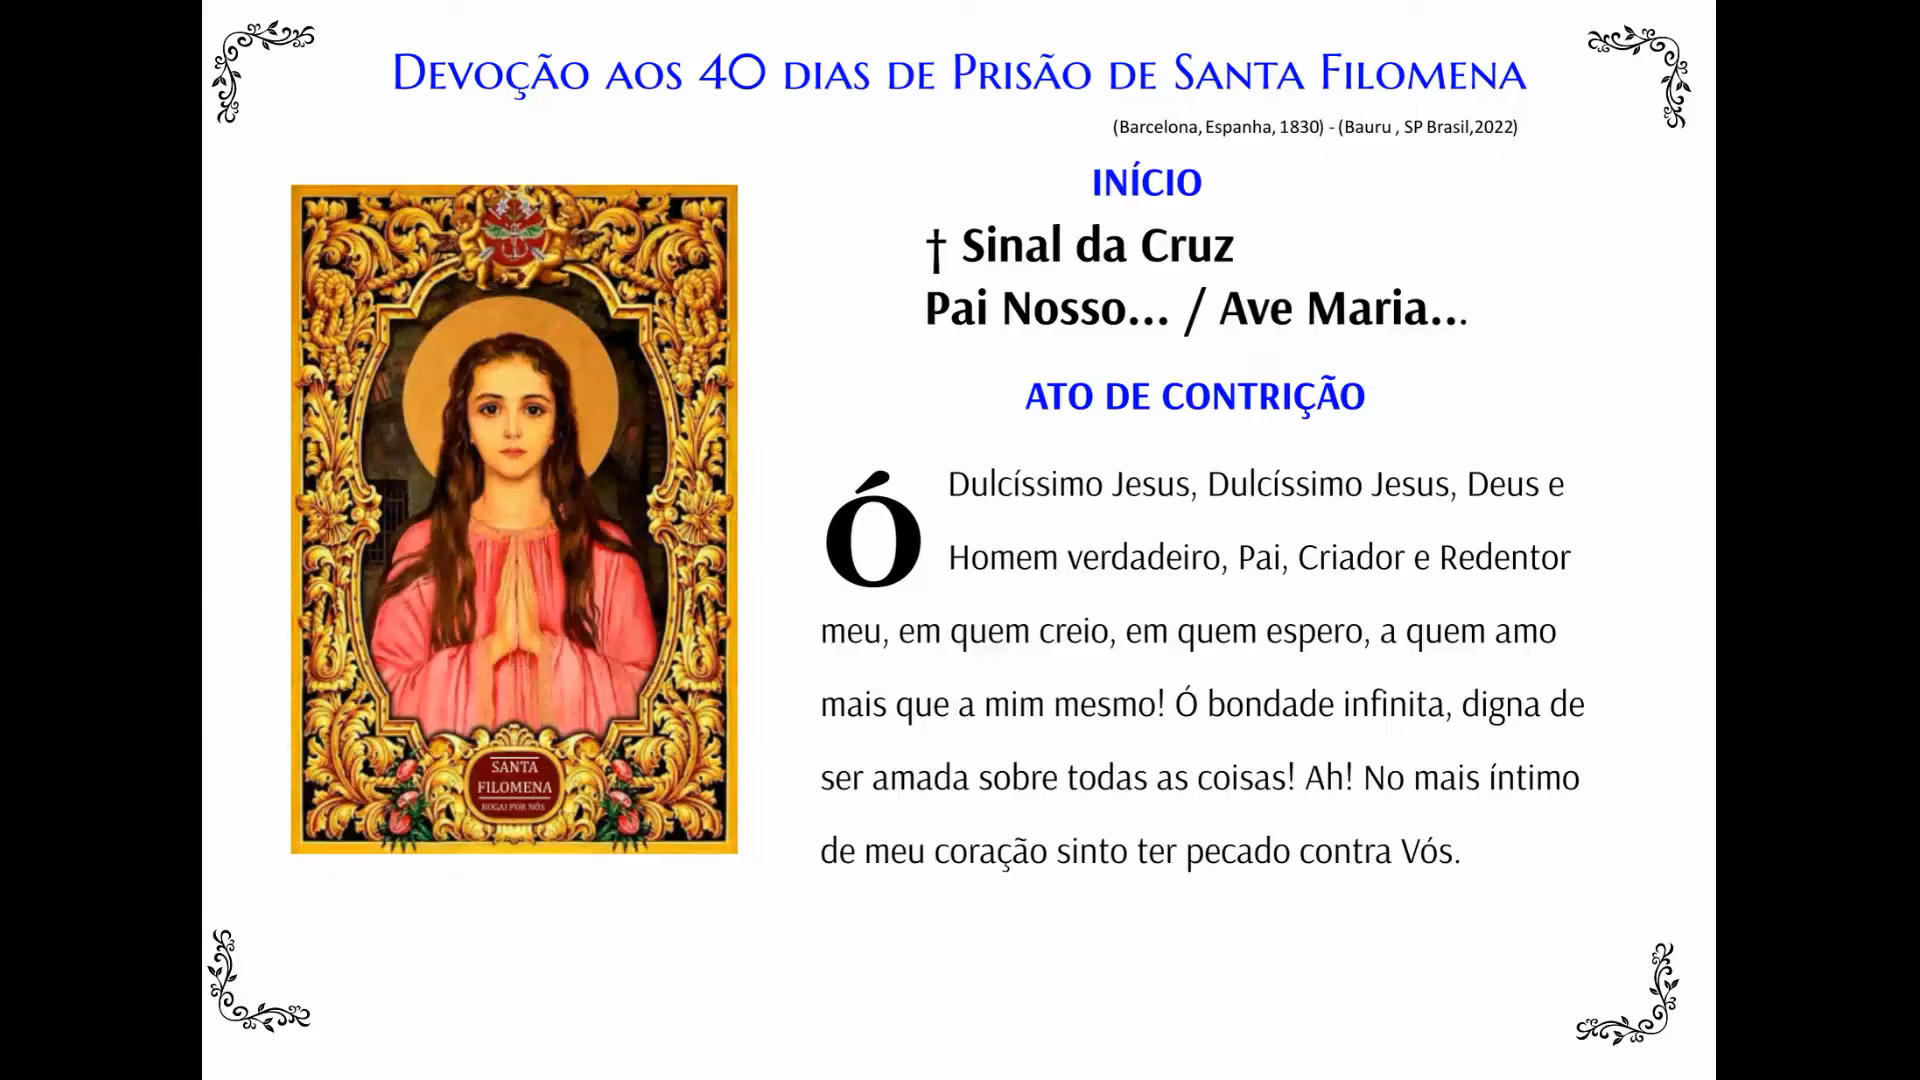 Devoção aos 40 dias de Prisão de Santa Filomena
(Barcelona, Espanha, 1830) - (Bauru , SP Brasil,2022)
INÍCIO
† Sinal da Cruz
Pai Nosso... / Ave Maria...
ATO DE CONTRIÇÃO
Ó Dulcíssimo Jesus, Dulcíssimo Jesus, Deus e
Homem verdadeiro, Pai, Criador e Redentor
meu, em quem creio, em quem espero, a quem amo
mais que a mim mesmo! Ó bondade infinita, digna de
ser amada sobre todas as coisas! Ah! No mais íntimo
de meu coração sinto ter pecado contra Vós.
SANTA
FILOMENA
ROGAI POR NÓS